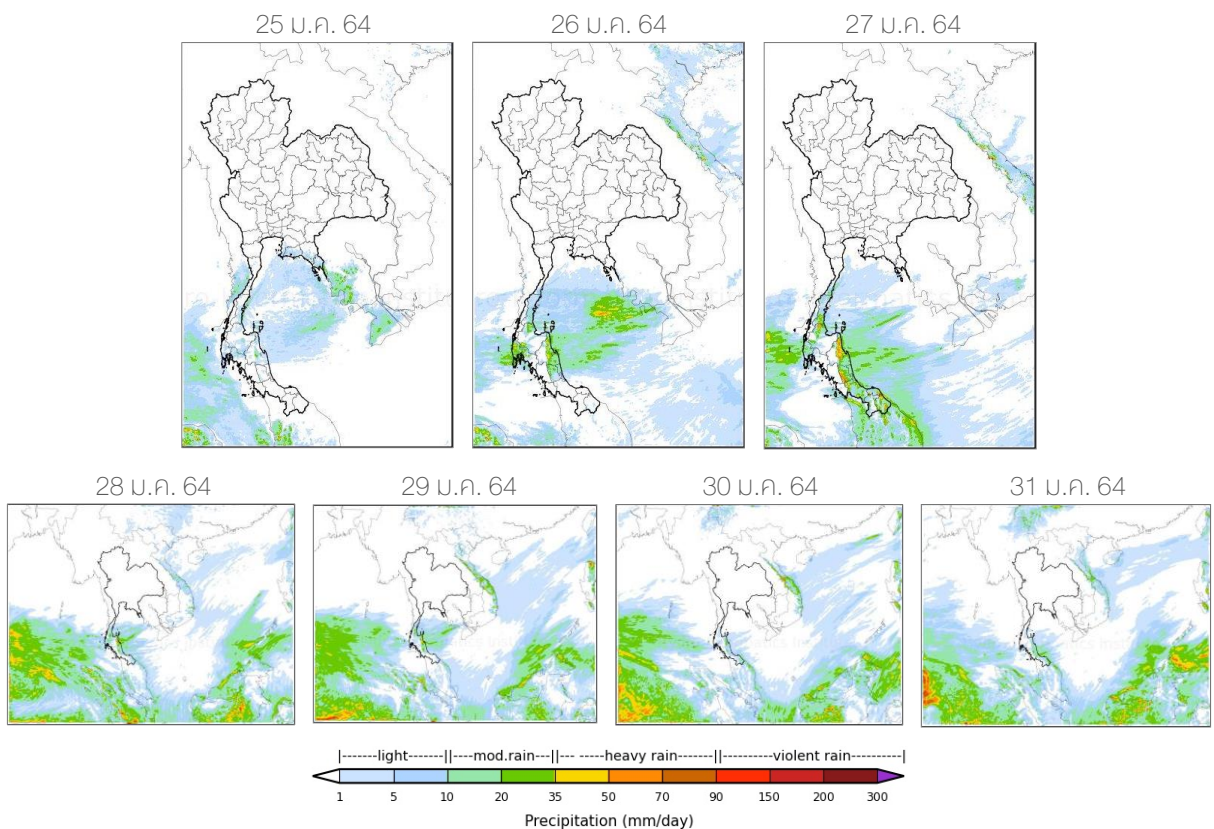 25 ม.ค. 64
26 ม.ค. 64
27 ม.ค. 64
28 ม.ค. 64
29 ม.ค. 64
30 ม.ค. 64
31 ม.ค. 64
|------light-------||----mod.rain---||--- ----heavy rain---------||----------violent rain-----------|
1 5 10 20 35 50 70 90 150 200 300
Precipitation (mm/day)